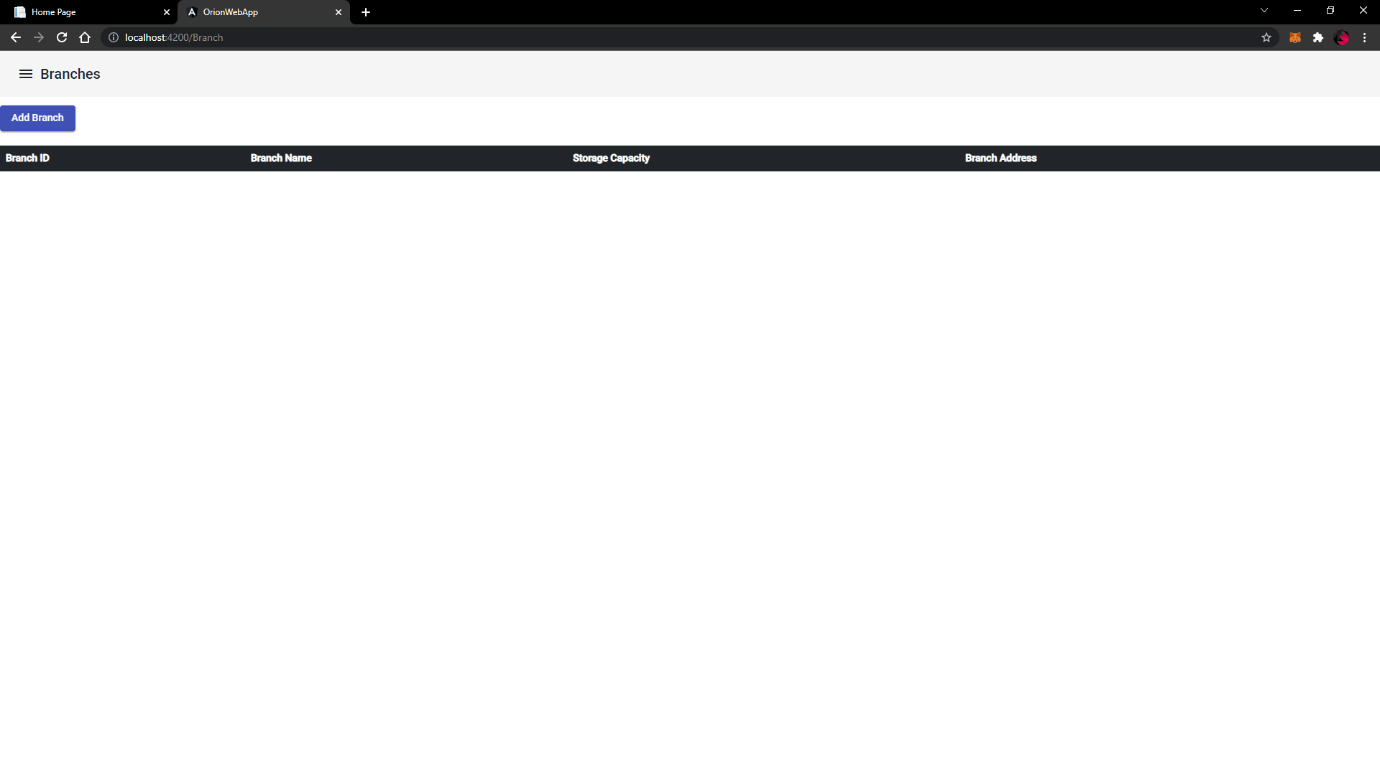 Home Page
OrionWebApp
localhost:4200/Branch
Branches
Add Branch
Branch ID Branch Name Storage Capacity Branch Address